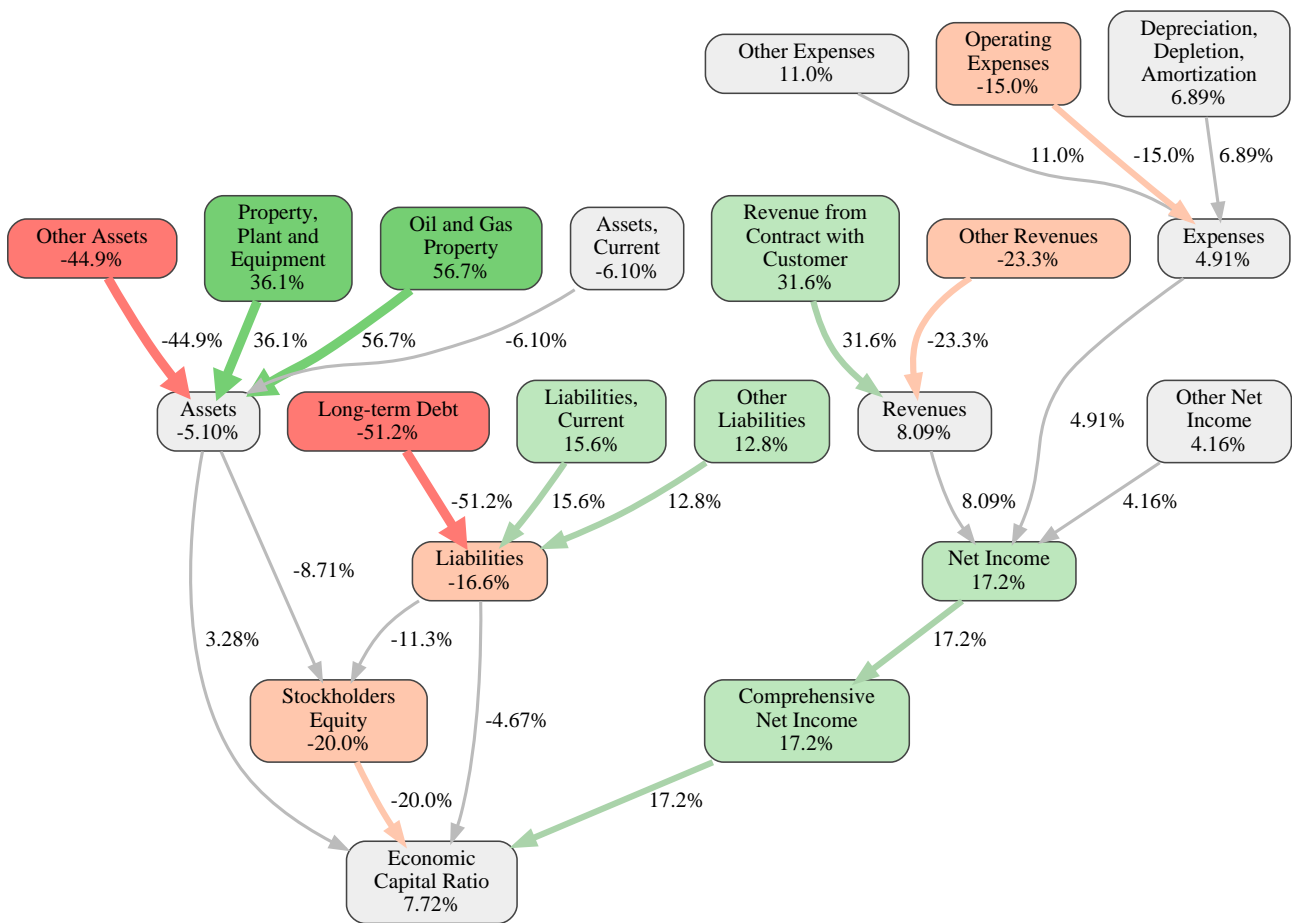 Other Expenses
11.0%
Operating
Expenses
-15.0%
Depreciation,
Depletion,
Amortization
6.89%
11.0%
-15.0%
6.89%
Other Assets
-44.9%
Property,
Plant and
Equipment
36.1%
Oil and Gas
Property
56.7%
Assets,
Current
-6.10%
Revenue from
Contract with
Customer
31.6%
Other Revenues
-23.3%
Expenses
4.91%
-44.9%
36.1%
56.7%
-6.10%
31.6%
-23.3%
Assets
-5.10%
Long-term Debt
-51.2%
Liabilities,
Current
15.6%
Other
Liabilities
12.8%
Revenues
8.09%
4.91%
Other Net
Income
4.16%
-51.2%
15.6%
12.8%
8.09%
4.16%
-8.71%
Liabilities
-16.6%
Net Income
17.2%
3.28%
-11.3%
17.2%
Stockholders
Equity
-20.0%
-4.67%
Comprehensive
Net Income
17.2%
-20.0%
17.2%
Economic
Capital Ratio
7.72%